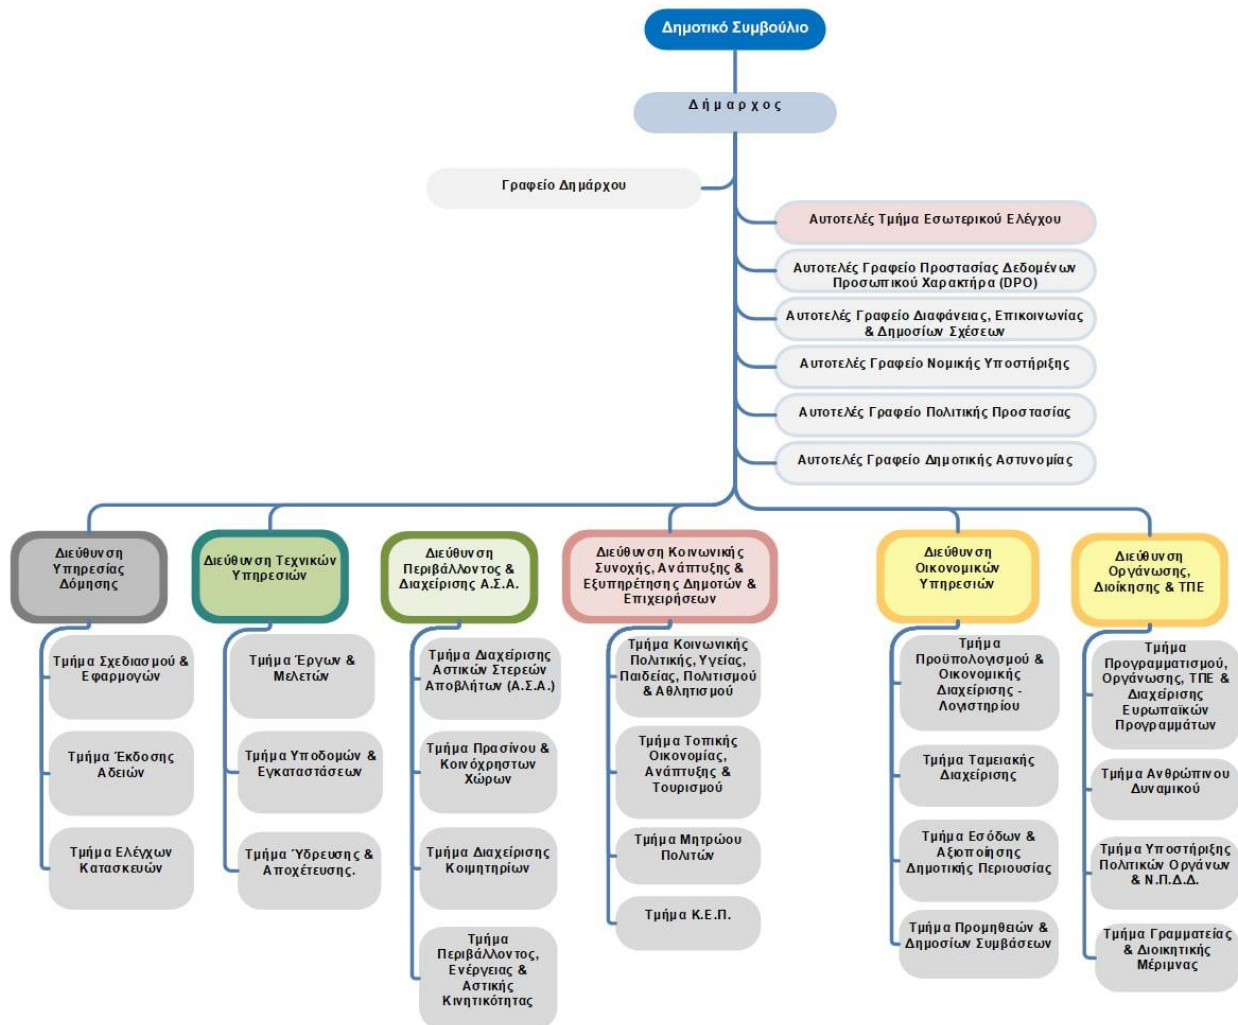 Δημοτικό Συμβούλιο
Δήμαρχος
Γραφείο Δημάρχου
Αυτοτελές Τμήμα Εσωτερικού Ελέγχου
Αυτοτελές Γραφείο Προστασίας Δεδομένων
Προσωπικού Χαρακτήρα (DPO)
Αυτοτελές Γραφείο Διαφάνειας, Επικοινωνίας
& Δημοσίων Σχέσεων
Αυτοτελές Γραφείο Νομικής Υποστήριξης
Αυτοτελές Γραφείο Πολιτικής Προστασίας
Αυτοτελές Γραφείο Δημοτικής Αστυνομίας
Διεύθυνση
Υπηρεσίας
Δόμησης
Τμήμα Σχεδιασμού &
Εφαρμογών
Τμήμα Έκδοσης
Αδειών
Τμήμα Ελέγχων
Κατασκευών
Διεύθυνση Τεχνικών
Υπηρεσιών
Τμήμα Έργων &
Μελετών
Τμήμα Υποδομών &
Εγκαταστάσεων
Τμήμα Ύδρευσης &
Αποχέτευσης.
Διεύθυνση
Περιβάλλοντος &
Διαχείρισης Α.Σ.Α.
Τμήμα Διαχείρισης
Αστικών Στερεών
Αποβλήτων (Α.Σ.Α.)
Τμήμα Πρασίνου &
Κοινόχρηστων
Χώρων
Τμήμα Διαχείρισης
Κοιμητηρίων
Τμήμα
Περιβάλλοντος,
Ενέργειας &
Αστικής
Κινητικότητας
Διεύθυνση Κοινωνικής
Συνοχής, Ανάπτυξης &
Εξυπηρέτησης Δημοτών &
Επιχειρήσεων
Τμήμα Κοινωνικής
Πολιτικής, Υγείας,
Παιδείας, Πολιτισμού
& Αθλητισμού
Τμήμα Τοπικής
Οικονομίας,
Ανάπτυξης &
Τουρισμού
Τμήμα Μητρώου
Πολιτών
Τμήμα Κ.Ε.Π.
Διεύθυνση
Οικονομικών
Υπηρεσιών
Τμήμα
Προϋπολογισμού &
Οικονομικής
Διαχείρισης -
Λογιστηρίου
Τμήμα Ταμειακής
Διαχείρισης
Τμήμα Εσόδων &
Αξιοποίησης
Δημοτικής Περιουσίας
Τμήμα Προμηθειών &
Δημοσίων Συμβάσεων
Διεύθυνση
Οργάνωσης,
Διοίκησης & ΤΠΕ
Τμήμα
Προγραμματισμού,
Οργάνωσης, ΤΠΕ &
Διαχείρισης
Ευρωπαϊκών
Προγραμμάτων
Τμήμα Ανθρώπινου
Δυναμικού
Τμήμα Υποστήριξης
Πολιτικών Οργάνων
& Ν.Π.Δ.Δ.
Τμήμα Γραμματείας
& Διοικητικής
Μέριμνας